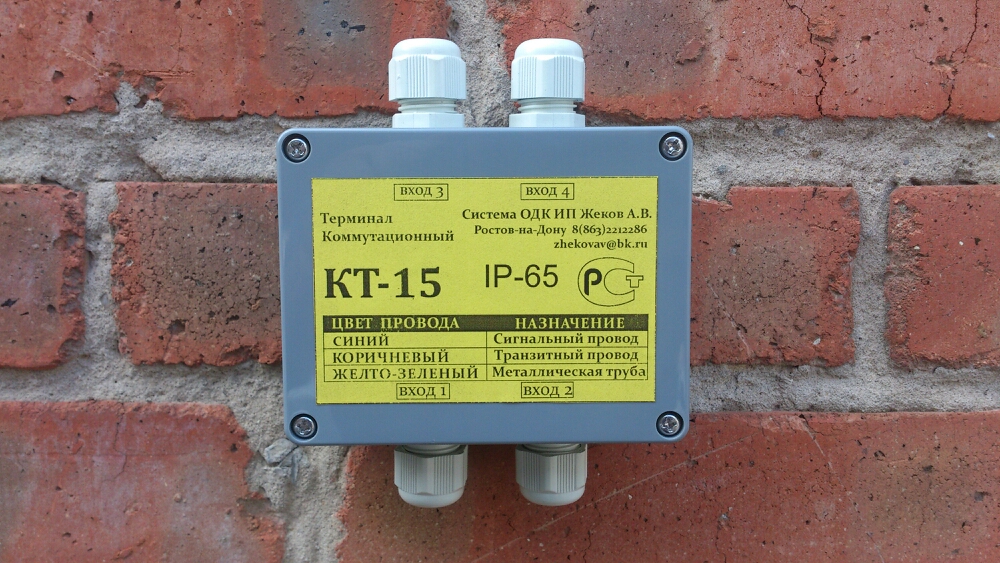 ВХОД 3
ВХОД 4
Терминал
Коммутационный
Система ОДК ИП Жеков А.В.
Ростов-на-Дону 8(863)2212286
zhekovav@bk.ru
КТ-15
IP-65
РСТ
ЦВЕТ ПРОВОДА НАЗНАЧЕНИЕ
СИНИЙ Сигнальный провод
КОРИЧНЕВЫЙ Транзитный провод
ЖЕЛТО-ЗЕЛЕНЫЙ Металлическая труба
ВХОД 1
ВХОД 2